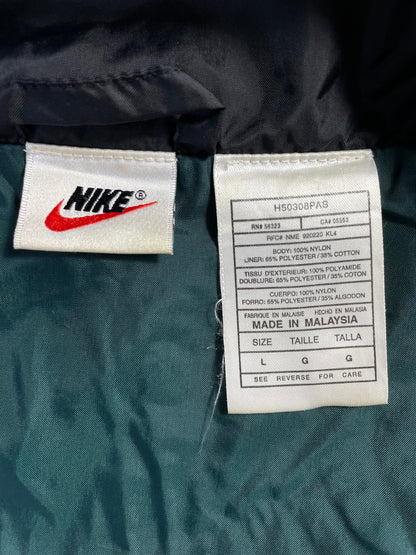 NIKE®
H50308PAS
RN# 56323 CA# 05553
RFC# NME 920220 KL4
BODY: 100% NYLON
LINER: 65% POLYESTER / 35% COTTON
TISSU D'EXTERIEUR: 100% POLYAMIDE
DOUBLURE: 65% POLYESTER / 35% COTON
CUERPO: 100% NYLON
FORRO: 65% POLYESTER / 35% ALGODON
FABRIQUE EN MALAISIE HECHO EN MALASIA
MADE IN MALAYSIA
SIZE TAILLE TALLA
L G G
SEE REVERSE FOR CARE